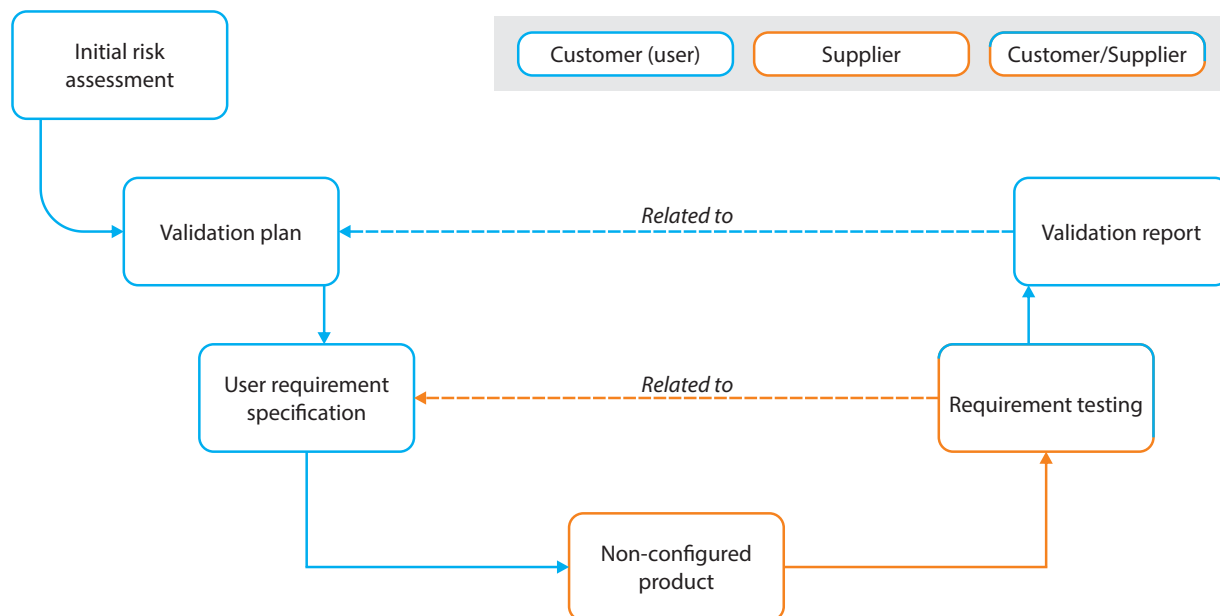 Initial risk
assessment
Customer (user)
Supplier
Customer/Supplier
Validation plan
Related to
Validation report
User requirement
specification
Related to
Requirement testing
Non-configured
product